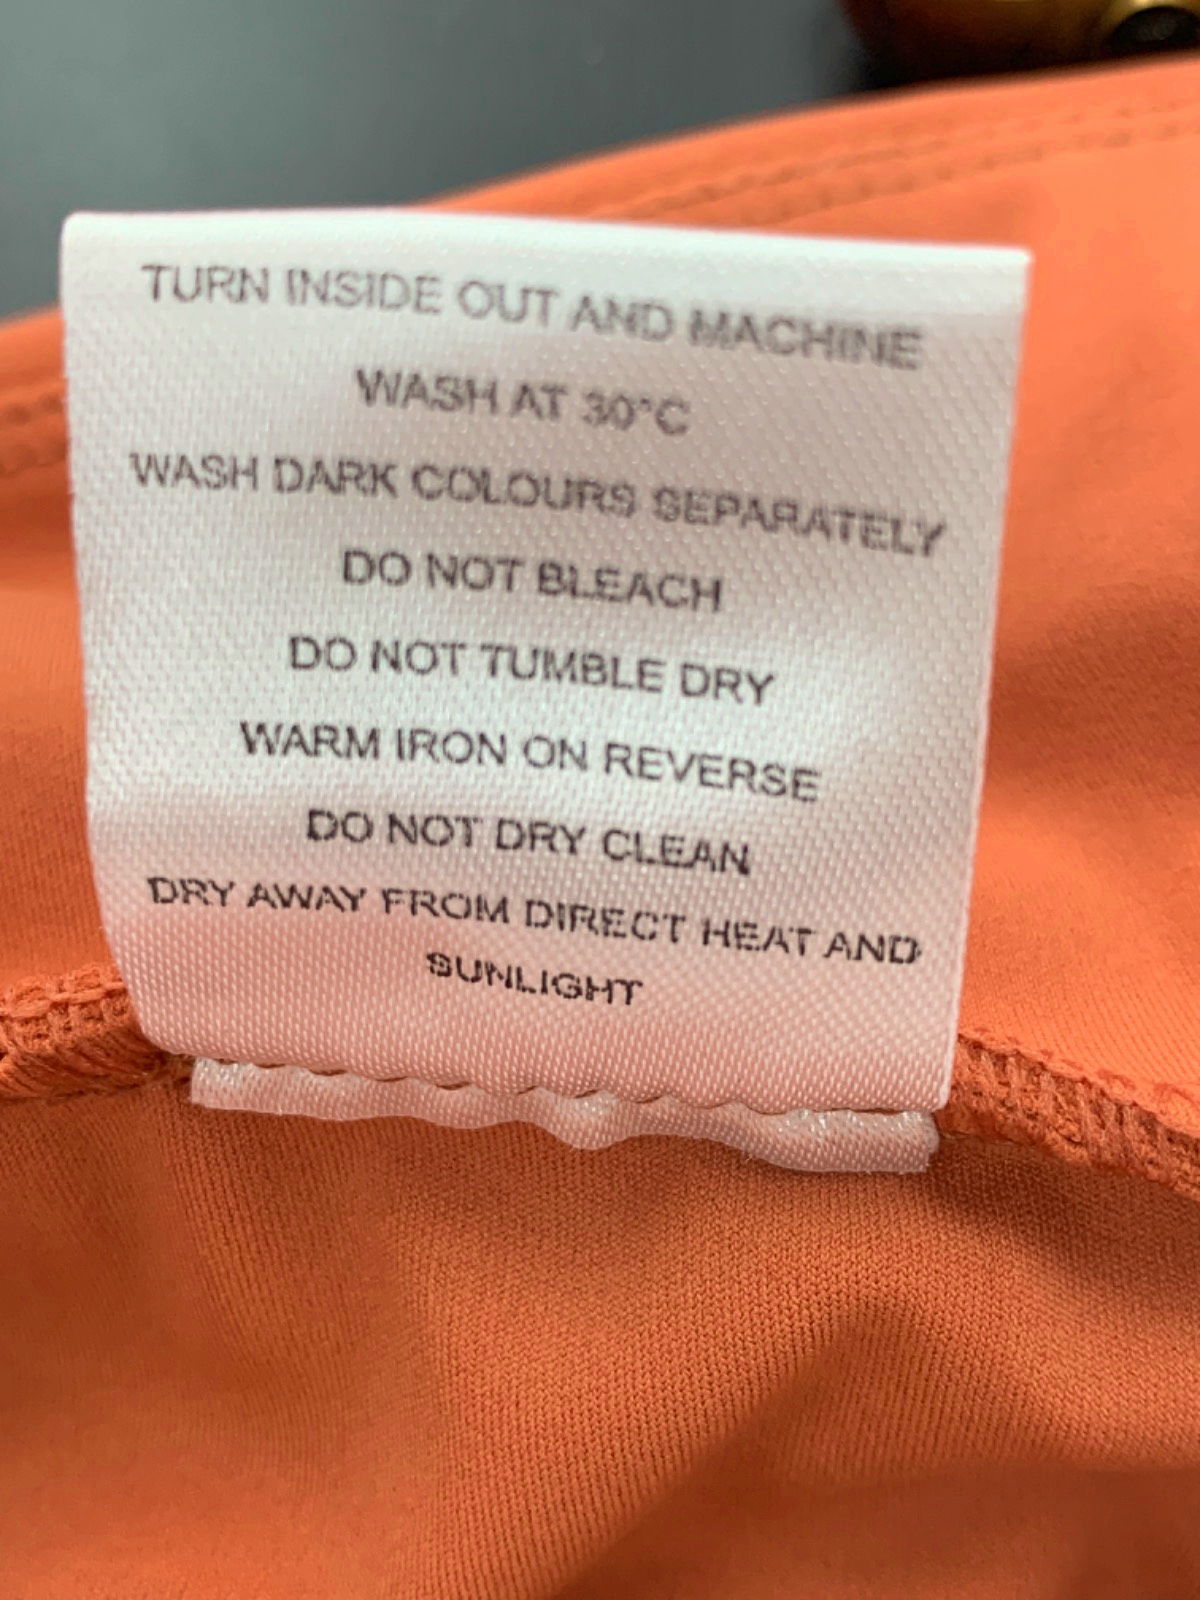 TURN INSIDE OUT AND MACHINE
WASH AT 30°C
WASH DARK COLOURS SEPARATELY
DO NOT BLEACH
DO NOT TUMBLE DRY
WARM IRON ON REVERSE
DO NOT DRY CLEAN
DRY AWAY FROM DIRECT HEAT AND
SUNLIGHT